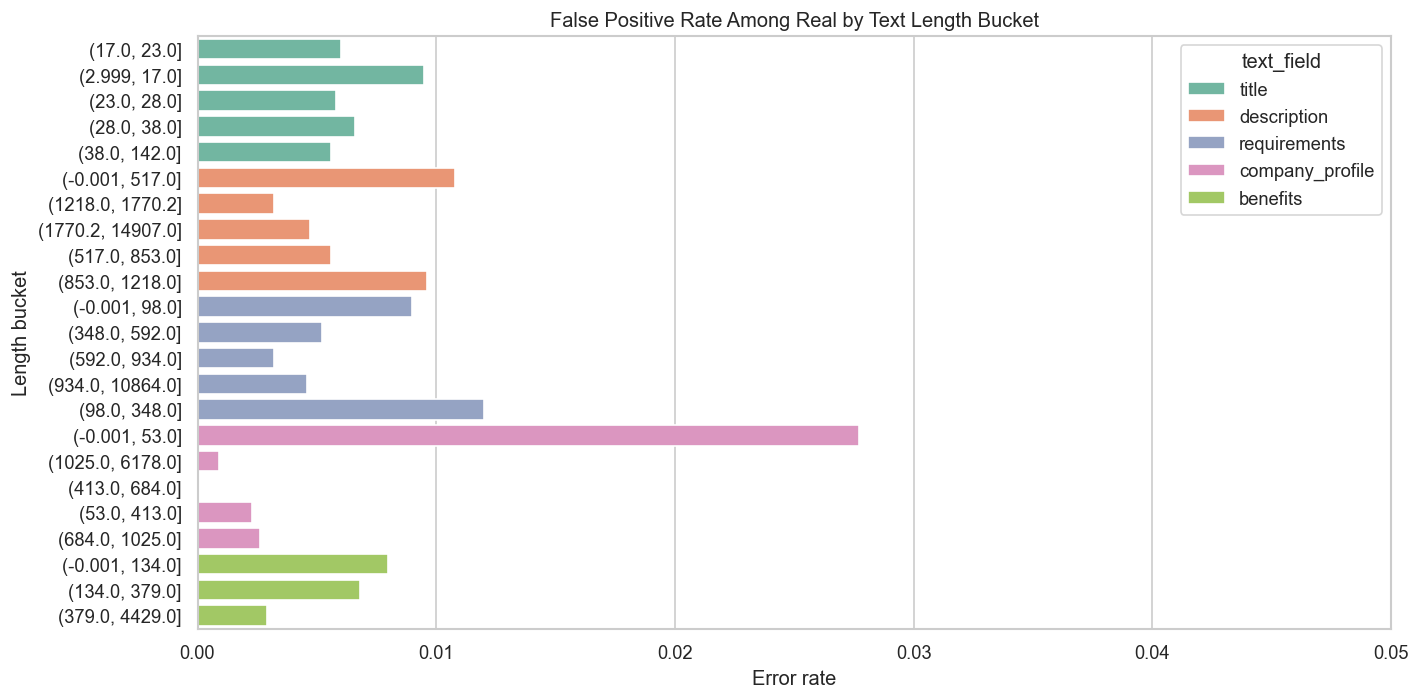 False Positive Rate Among Real by Text Length Bucket
(17.0, 23.0]
(2.999, 17.0]
(23.0, 28.0]
(28.0, 38.0]
(38.0, 142.0]
(-0.001, 517.0]
(1218.0, 1770.2]
(1770.2, 14907.0]
(517.0, 853.0]
(853.0, 1218.0]
(-0.001, 98.0]
(348.0, 592.0]
(592.0, 934.0]
(934.0, 10864.0]
(98.0, 348.0]
(-0.001, 53.0]
(1025.0, 6178.0]
(413.0, 684.0]
(53.0, 413.0]
(684.0, 1025.0]
(-0.001, 134.0]
(134.0, 379.0]
(379.0, 4429.0]
Length bucket
text_field
title
description
requirements
company_profile
benefits
0.00 0.01 0.02 0.03 0.04 0.05
Error rate